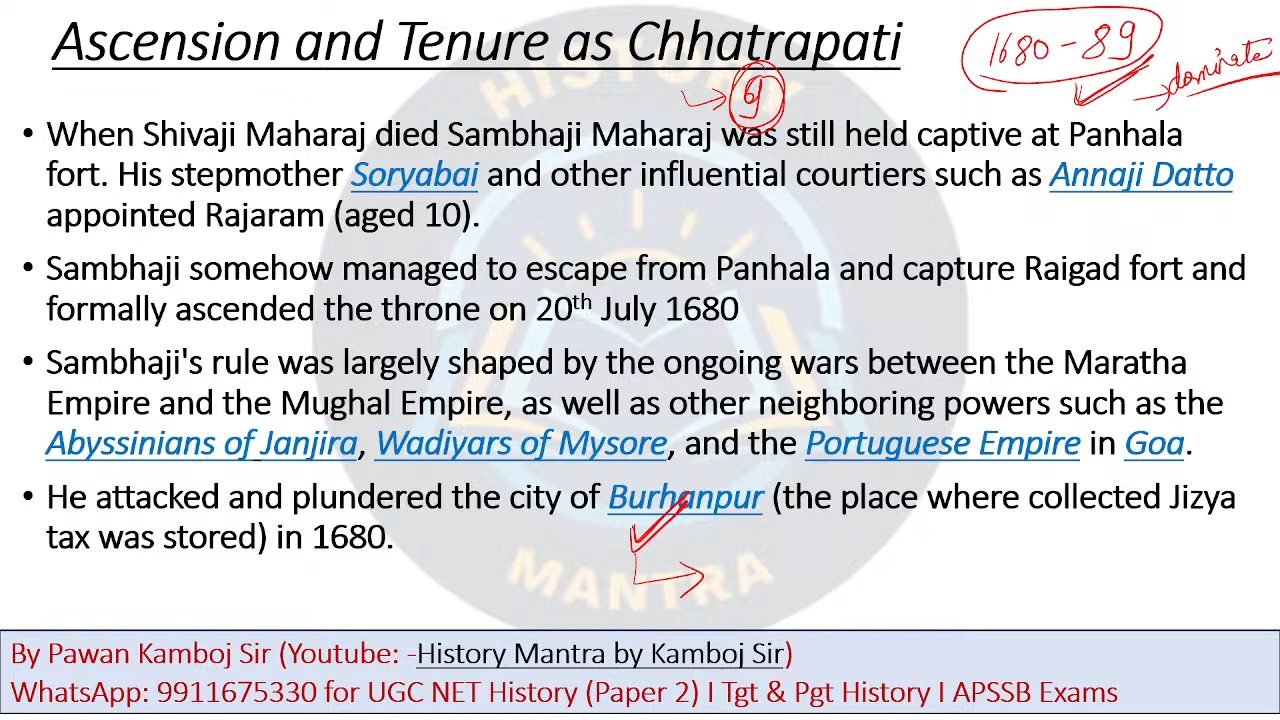 Ascension and Tenure as Chhatrapati
1680-89
dominate
9
• When Shivaji Maharaj died Sambhaji Maharaj was still held captive at Panhala
fort. His stepmother Soryabai and other influential courtiers such as Annaji Datto
appointed Rajaram (aged 10).
• Sambhaji somehow managed to escape from Panhala and capture Raigad fort and
formally ascended the throne on 20th July 1680
• Sambhaji's rule was largely shaped by the ongoing wars between the Maratha
Empire and the Mughal Empire, as well as other neighboring powers such as the
Abyssinians of Janjira, Wadiyars of Mysore, and the Portuguese Empire in Goa.
• He attacked and plundered the city of Burhanpur (the place where collected Jizya
tax was stored) in 1680.
HISTORY
MANTRA
By Pawan Kamboj Sir (Youtube: -History Mantra by Kamboj Sir)
WhatsApp: 9911675330 for UGC NET History (Paper 2) I Tgt & Pgt History I APSSB Exams